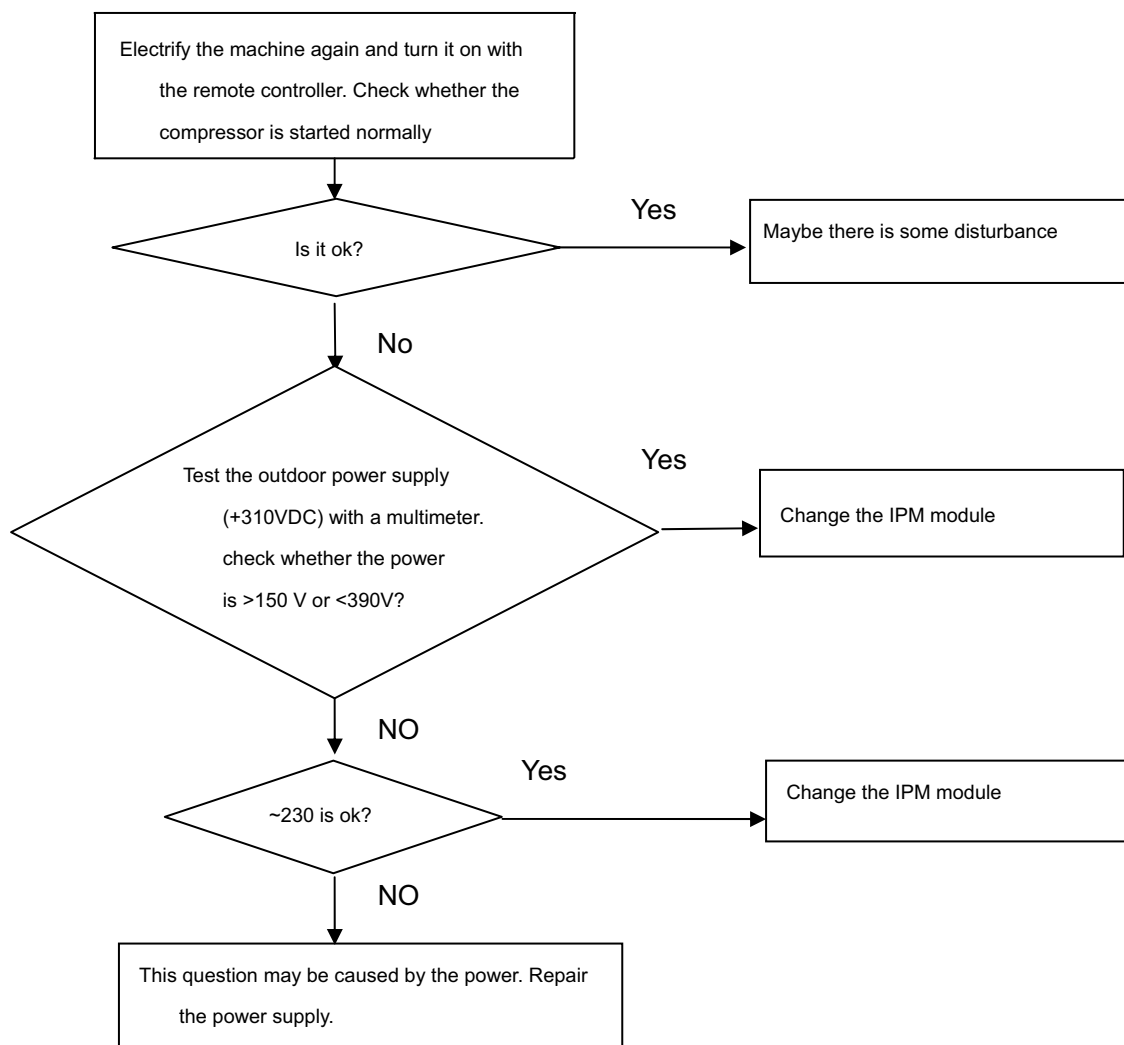 Electrify the machine again and turn it on with
the remote controller. Check whether the
compressor is started normally
Yes
Is it ok?
Maybe there is some disturbance
No
Yes
Test the outdoor power supply
(+310VDC) with a multimeter.
check whether the power
is >150 V or <390V?
Change the IPM module
NO
Yes
~230 is ok?
Change the IPM module
NO
This question may be caused by the power. Repair
the power supply.